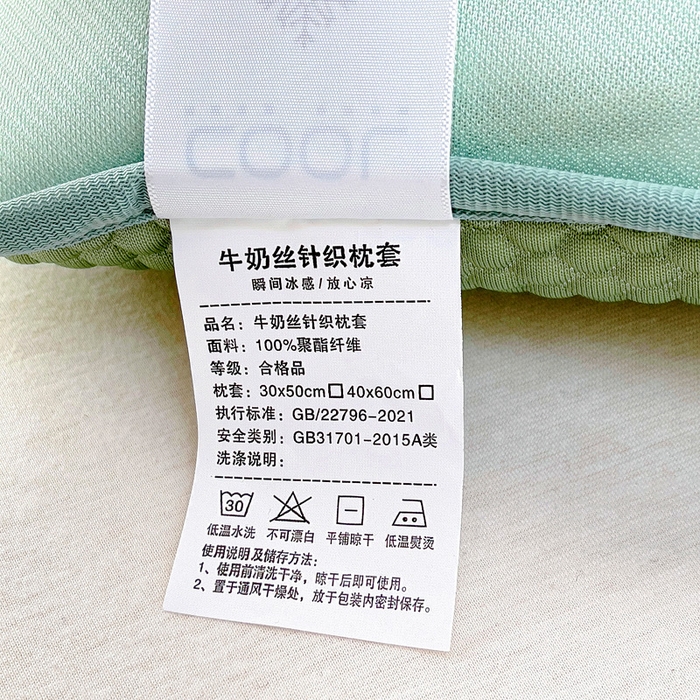 COOL
牛奶丝针织枕套
瞬间冰感/放心凉
品名：牛奶丝针织枕套
面料：100%聚酯纤维
等级：合格品
枕套：30x50cm□ 40x60cm□
执行标准：GB/22796-2021
安全类别：GB31701-2015A类
洗涤说明：
30
低温水洗 不可漂白 平铺晾干 低温熨烫
使用说明及储存方法：
1、使用前清洗干净，晾干后即可使用。
2、置于通风干燥处，放于包装内密封保存。